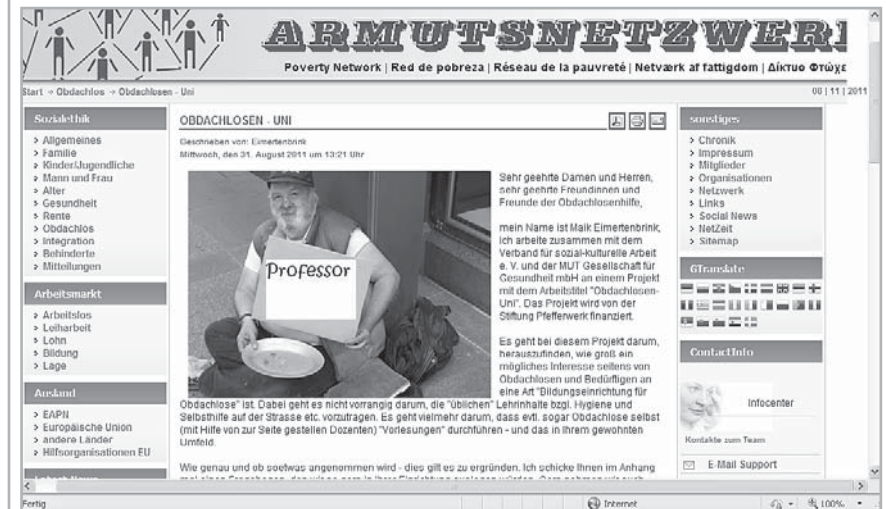 ARMUTSNETZWERK
Poverty Network | Red de pobreza | Réseau de la pauvreté | Netværk af fattigdom | Δίκτυο Φτώχε
Start → Obdachlos → Obdachlosen - Uni
08 | 11 | 2011
Sozialethik
> Allgemeines
> Familie
> Kinder/Jugendliche
> Mann und Frau
> Alter
> Gesundheit
> Rente
> Obdachlos
> Integration
> Behinderte
> Mitteilungen
Arbeitsmarkt
> Arbeitslos
> Leiharbeit
> Lohn
> Bildung
> Lage
Ausland
> EAPN
> Europäische Union
> andere Länder
> Hilfsorganisationen EU
Latest News
OBDACHLOSEN - UNI
Geschrieben von: Eimertenbrink
Mittwoch, den 31. August 2011 um 13:21 Uhr
Professor
Sehr geehrte Damen und Herren,
sehr geehrte Freundinnen und
Freunde der Obdachlosenhilfe,
mein Name ist Maik Eimertenbrink,
ich arbeite zusammen mit dem
Verband für sozial-kulturelle Arbeit
e. V. und der MUT Gesellschaft für
Gesundheit mbH an einem Projekt
mit dem Arbeitstitel "Obdachlosen-
Uni". Das Projekt wird von der
Stiftung Pfefferwerk finanziert.
Es geht bei diesem Projekt darum,
herauszufinden, wie groß ein
mögliches Interesse seitens von
Obdachlosen und Bedürftigen an
eine Art "Bildungseinrichtung für
Obdachlose" ist. Dabei geht es nicht vorrangig darum, die "üblichen" Lehrinhalte bzgl. Hygiene und
Selbsthilfe auf der Strasse etc. vorzutragen. Es geht vielmehr darum, dass evtl. sogar Obdachlose selbst
(mit Hilfe von zur Seite gestellen Dozenten) "Vorlesungen" durchführen - und das in ihrem gewohnten
Umfeld.
Wie genau und ob soetwas angenommen wird - dies gilt es zu ergründen. Ich schicke Ihnen im Anhang
sonstiges
> Chronik
> Impressum
> Mitglieder
> Organisationen
> Netzwerk
> Links
> Social News
> NetZeit
> Sitemap
GTranslate
ContactInfo
Infocenter
Kontakte zum Team
E-Mail Support
Fertig
Internet
100%